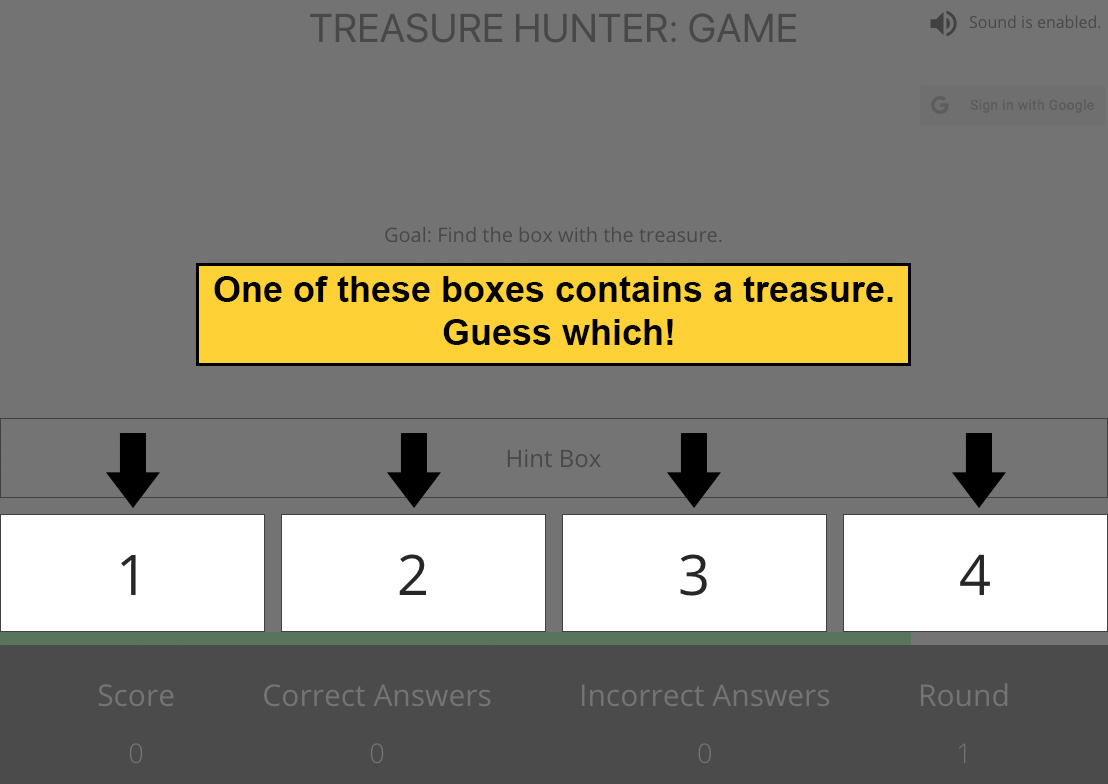 TREASURE HUNTER: GAME
Sound is enabled.
G Sign in with Google
Goal: Find the box with the treasure.
One of these boxes contains a treasure.
Guess which!
Hint Box
1 2 3 4
Score Correct Answers Incorrect Answers Round
0 0 0 1